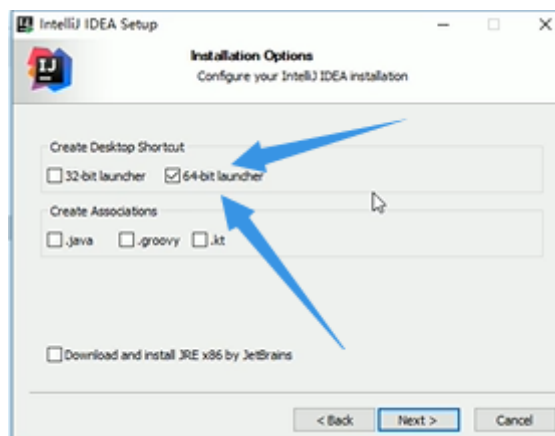 IntelliJ IDEA Setup
IJ
Installation Options
Configure your IntelliJ IDEA installation
Create Desktop Shortcut
32-bit launcher 64-bit launcher
Create Associations
.java .groovy .kt
Download and install JRE x86 by JetBrains
< Back Next > Cancel